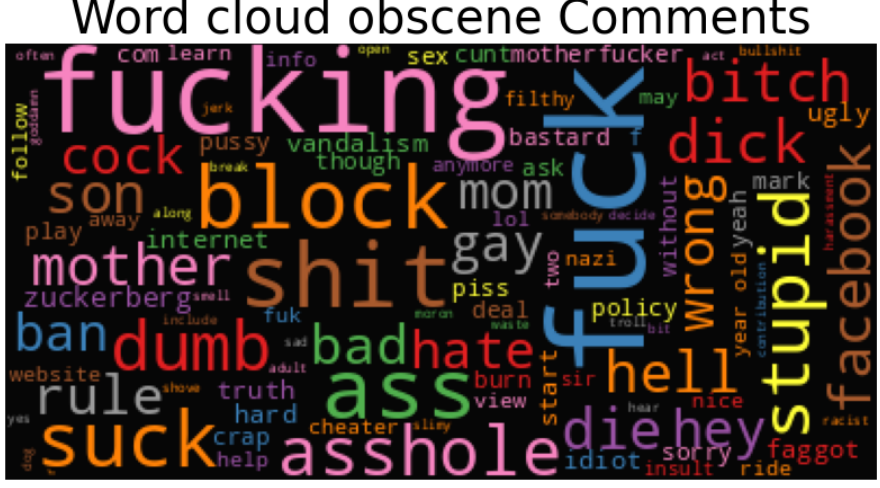 Word cloud obscene Comments
often com learn info open sex cunt motherfucker act bullshit
fucking
goddamn
follow
jerk
filthy
may
bitch
ugly
fuck
cock
pussy
vandalism
though
bastard
f
dick
break
anymore
ask
son
block
mom
without
wrong
yeah
mark
stupid
harassment
facebook
play
away
along
lol
somebody
decide
internet
gay
mother
shit
two
nazi
old
zuckerberg
smell
piss
policy
contribution
year
ban
include
fuk
moron
deal
waste
troll
bit
dumb
sad
bad
hate
start
website
adult
burn
sir
hell
rule
shove
truth
ass
view
nice
yes
suck
hard
crap
cheater
slimy
hear
die
hey
racist
dog
help
asshole
idiot
sorry
insult
faggot
ride